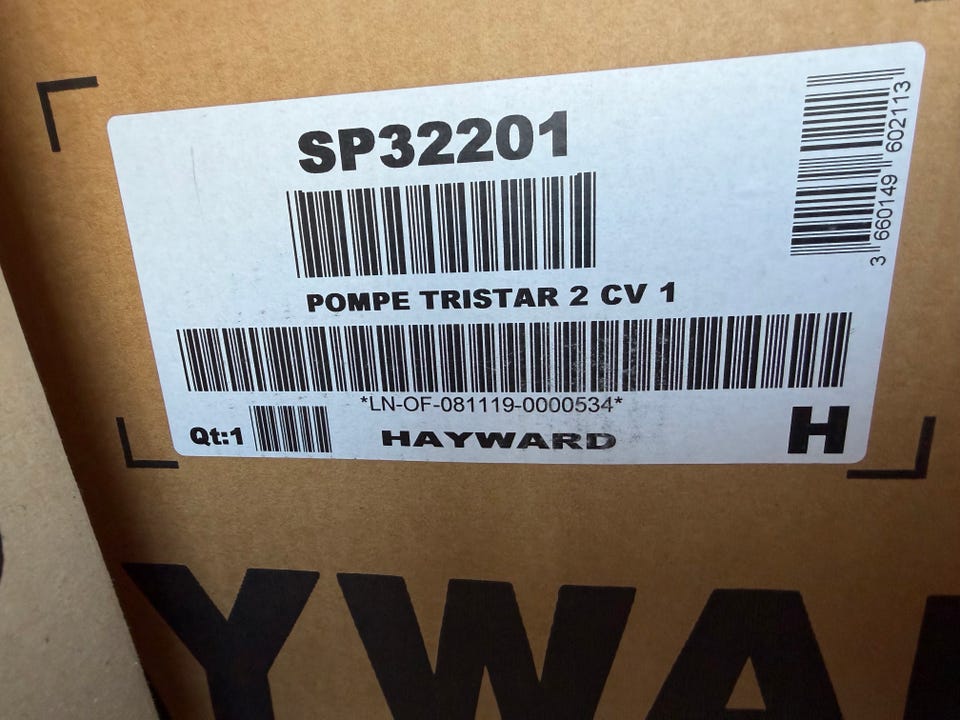 SP32201
3 660149 602113
POMPE TRISTAR 2 CV 1
*LN-OF-081119-0000534*
Qt:1
HAYWARD
H
YWA